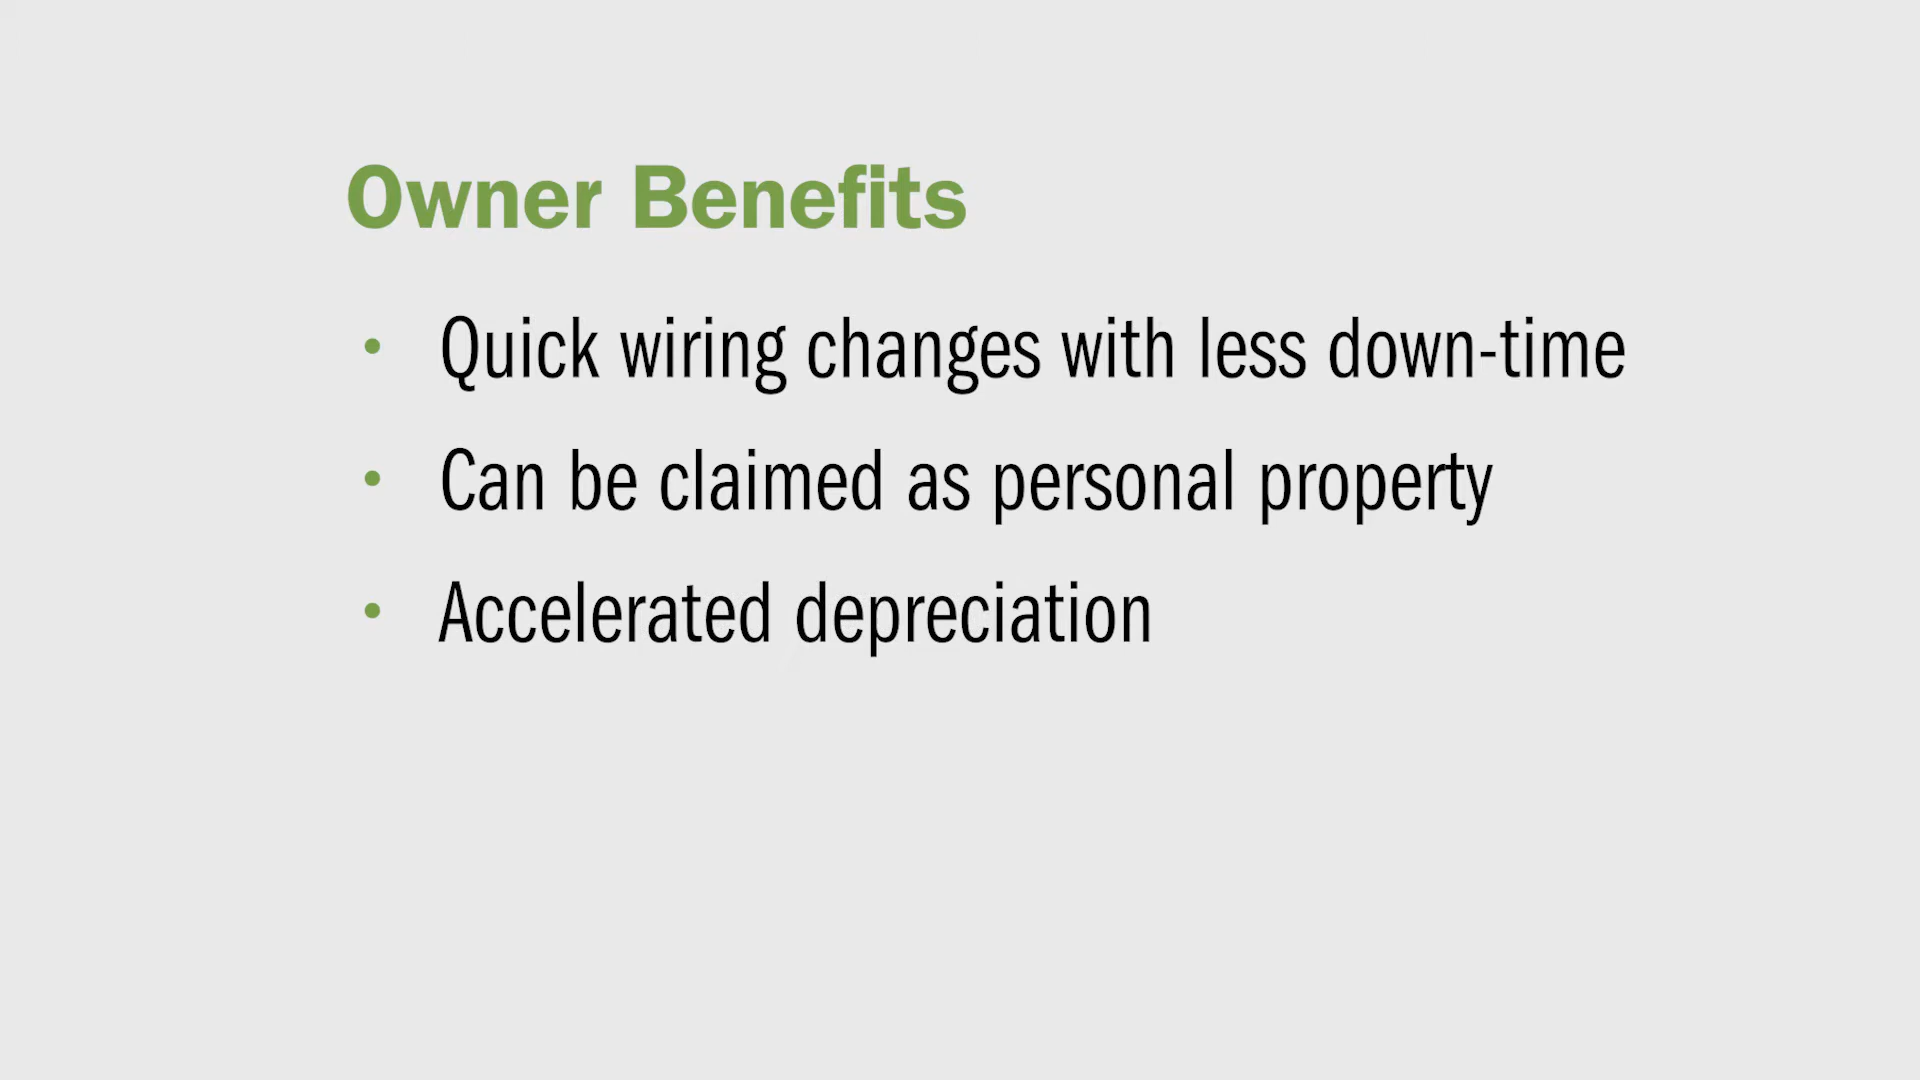 Owner Benefits
• Quick wiring changes with less down-time
• Can be claimed as personal property
• Accelerated depreciation